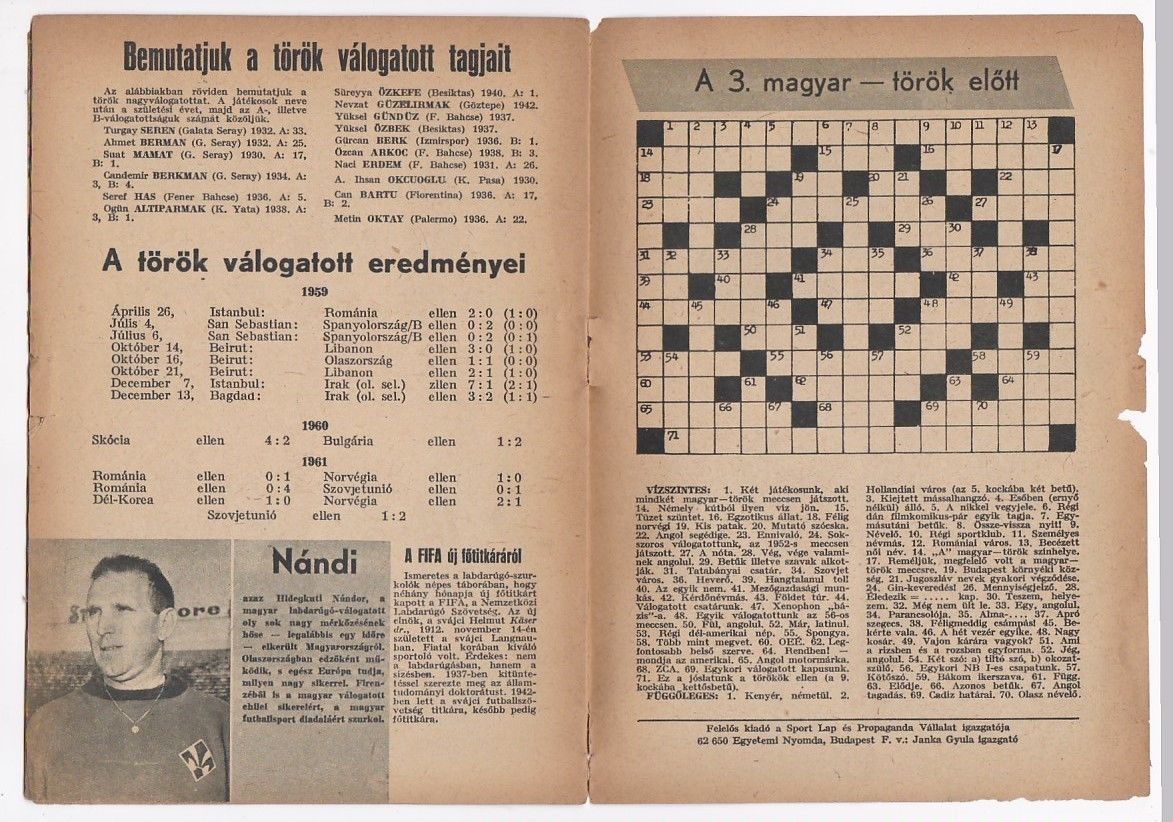 Bemutatjuk a török válogatott tagjait
Az alábbiakban röviden bemutatjuk a
török nagyválogatottat. A játékosok neve
után a születési évet, majd az A-, illetve
B-válogatottságuk számát közöljük.
Turgay SEREN (Galata Seray) 1932. A: 33.
Ahmet BERMAN (G. Seray) 1932. A: 25.
Suat MAMAT (G. Seray) 1930. A: 17,
B: 1.
Candemir BERKMAN (G. Seray) 1934. A:
3, B: 4.
Seref HAS (Fener Bahcse) 1936. A: 5.
Ogün ALTIPARMAK (K. Yata) 1938. A:
3, B: 1.
Süreyya ÖZKEFE (Besiktas) 1940. A: 1.
Nevzat GÜZELIRMAK (Göztepe) 1942.
Yüksel GÜNDÜZ (F. Bahcse) 1937.
Yüksel ÖZBEK (Besiktas) 1937.
Gürcan BERK (Izmirspor) 1936. B: 1.
Özcan ARKOC (F. Bahcse) 1938. B: 3.
Naci ERDEM (F. Bahcse) 1931. A: 26.
A. Ihsan OKCUOGLU (K. Pasa) 1930.
Can BARTU (Fiorentina) 1936. A: 17,
B: 2.
Metin OKTAY (Palermo) 1936. A: 22.
A török válogatott eredményei
1959
Április 26, Istanbul: Románia ellen 2:0 (1:0)
Júlis 4, San Sebastian: Spanyolország/B ellen 0:2 (0:0)
Július 6, San Sebastian: Spanyolország/B ellen 0:2 (0:1)
Október 14, Beirut: Libanon ellen 3:0 (1:0)
Október 16, Beirut: Olaszország ellen 1:1 (0:0)
Október 21, Beirut: Libanon ellen 2:1 (1:0)
December 7, Istanbul: Irak (ol. sel.) zllen 7:1 (2:1)
December 13, Bagdad: Irak (ol. sel.) ellen 3:2 (1:1)
1960
Skócia ellen 4:2 Bulgária ellen 1:2
1961
Románia ellen 0:1 Norvégia ellen 1:0
Románia ellen 0:4 Szovjetunió ellen 0:1
Dél-Korea ellen 1:0 Norvégia ellen 2:1
Szovjetunió ellen 1:2
Nándi
azaz Hidegkuti Nándor, a
magyar labdarúgó-válogatott
oly sok nagy mérkőzésének
hőse — legalábbis egy időre
— elkerült Magyarországról.
Olaszországban edzőként mű-
ködik, s egész Európa tudja,
milyen nagy sikerrel. Firen-
zéből is a magyar válogatott
ehllei sikereiért, a magyar
futballsport diadaláért szurkol.
A FIFA új főtitkáráról
Ismeretes a labdarúgó-szur-
kolók népes táborában, hogy
néhány hónapja új főtitkárt
kapott a FIFA, a Nemzetközi
Labdarúgó Szövetség. Az új
elnök, a svájci Helmut Käser
dr., 1912. november 14-én
született a svájci Langnau-
ban. Fiatal korában kiváló
sportoló volt. Érdekes: nem
a labdarúgásban, hanem a
sízésben. 1937-ben kitünte-
téssel szerezte meg az állam-
tudományi doktorátust. 1942-
ben lett a svájci futballszö-
vetség titkára, később pedig
főtitkára.
A 3. magyar — török előtt
1 2 3 4 5 6 7 8 9 10 11 12 13
14 15 16 17
18 19 20 21 22
23 24 25 26 27
28 29 30
31 32 33 34 35 36 37 38
39 40 41 42 43
44 45 46 47 48 49
50 51 52
53 54 55 56 57 58 59
60 61 62 63 64
65 66 67 68 69 70
71
VÍZSZINTES: 1. Két játékosunk, aki
mindkét magyar—török meccsen játszott.
14. Némely kútból ilyen víz jön. 15.
Tüzet szüntet. 16. Egzotikus állat. 18. Félig
norvég! 19. Kis patak. 20. Mutató szócska.
22. Angol segédige. 23. Ennivaló. 24. Sok-
szoros válogatottunk, az 1952-s meccsen
játszott. 27. A nóta. 28. Vég, vége valami-
nek angolul. 29. Betűk illetve szavak alkot-
ják. 31. Tatabányai csatár. 34. Szovjet
város. 36. Heverő. 39. Hangtalanul tol!
40. Az egyik nem. 41. Mezőgazdasági mun-
kás. 42. Kérdőnévmás. 43. Földet túr. 44.
Válogatott csatárunk. 47. Xenophon „bá-
zis"-a. 48. Egyik válogatottunk az 56-os
meccsen. 50. Ful, angolul. 52. Már, latinul.
53. Régi dél-amerikai nép. 55. Spongya.
58. Több mint megvet. 60. OEÉ. 62. Leg-
fontosabb belső szerve. 64. Rendben! —
mondja az amerikai. 65. Angol motormárka.
68. ZCA. 69. Egykori válogatott kapusunk.
71. Ez a jóslatunk a törökök ellen (a 9.
kockába kettősbetű).
FÜGGŐLEGES: 1. Kenyér, németül. 2.
Hollandiai város (az 5. kockába két betű).
3. Kiejtett mássalhangzó. 4. Esőben (ernyő
nélkül) álló. 5. A nikkel vegyjele. 6. Régi
dán filmkomikus-pár egyik tagja. 7. Egy-
másutáni betűk. 8. Össze-vissza nyit! 9.
Névelő. 10. Régi sportklub. 11. Személyes
névmás. 12. Romániai város. 13. Becézett
női név. 14. „A" magyar—török színhelye.
17. Reméljük, megfelelő volt a magyar—
török meccsre. 19. Budapest környéki köz-
ség. 21. Jugoszláv nevek gyakori végződése.
24. Gin-keveredés! 26. Mennyiségjelző. 28.
Éledezik = ..... kap. 30. Teszem, helye-
zem. 32. Még nem ült le. 33. Egy, angolul.
34. Parancsolója. 35. Alma-.... 37. Apró
szegecs. 38. Féligmeddig csámpás! 45. Be-
kérte vala. 46. A hét vezér egyike. 48. Nagy
kosár. 49. Vajon kárára vagyok? 51. Ami
a rizsben és a rozsban egyforma. 52. Jég,
angolul. 54. Két szó: a) tiltó szó, b) okozat-
szülő. 56. Egykori NB I-es csapatunk. 57.
Kötőszó. 59. Bákom ikerszava. 61. Függ.
63. Elődje. 66. Azonos betűk. 67. Angol
tagadás. 69. Cadiz határai. 70. Olasz névelő.
Felelős kiadó a Sport Lap és Propaganda Vállalat igazgatója
62 650 Egyetemi Nyomda, Budapest F. v.: Janka Gyula igazgató